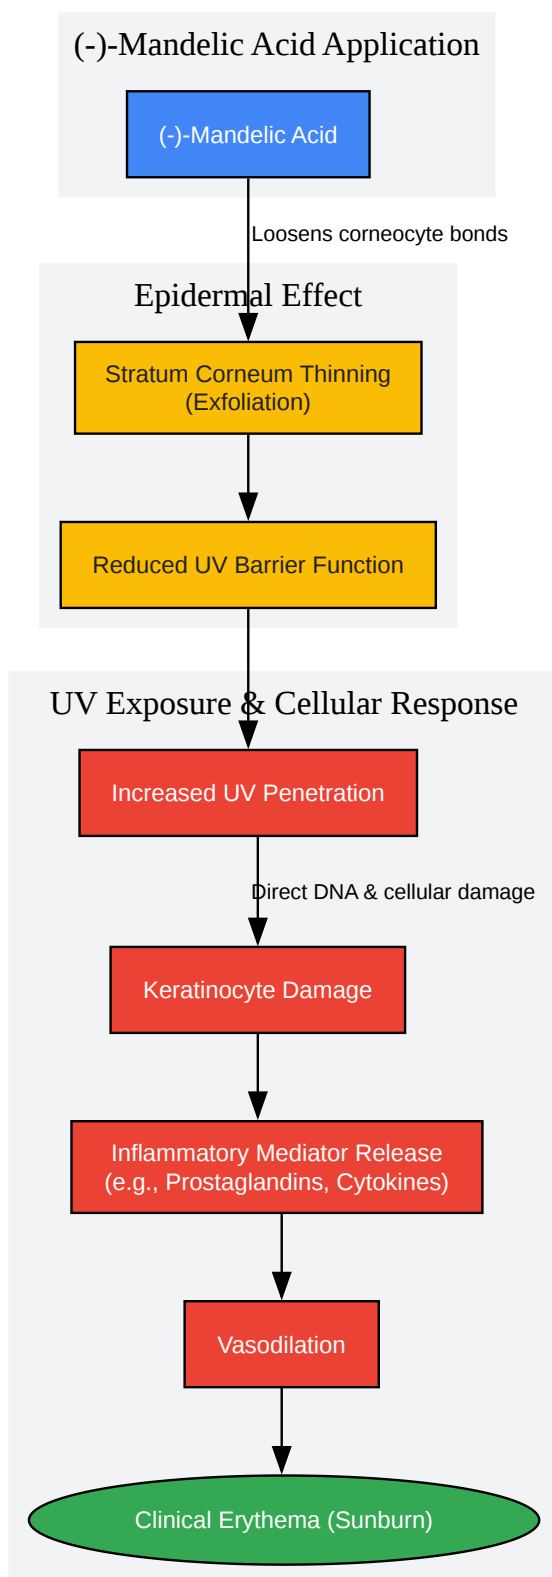 (-)-Mandelic Acid Application
(-)-Mandelic Acid
Loosens corneocyte bonds
Epidermal Effect
Stratum Corneum Thinning
(Exfoliation)
Reduced UV Barrier Function
UV Exposure & Cellular Response
Increased UV Penetration
Direct DNA & cellular damage
Keratinocyte Damage
Inflammatory Mediator Release
(e.g., Prostaglandins, Cytokines)
Vasodilation
Clinical Erythema (Sunburn)